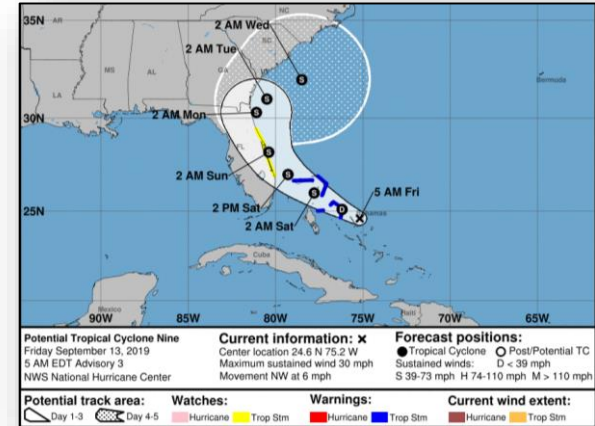 35N
AR
NC
2 AM Wed
SC
2 AM Tue
MS
AL
GA
Bermuda
LA
30N
2 AM Mon
FL
2 AM Sun
5 AM Fri
2 PM Sat
2 AM Sat
25N
Cuba
Mexico
Haiti
90W 85W 80W 75W 70W 65W
Potential Tropical Cyclone Nine
Friday September 13, 2019
5 AM EDT Advisory 3
NWS National Hurricane Center
Current information: x
Center location 24.6 N 75.2 W
Maximum sustained wind 30 mph
Movement NW at 6 mph
Forecast positions:
Tropical Cyclone Post/Potential TC
Sustained winds: D < 39 mph
S 39-73 mph H 74-110 mph M > 110 mph
Potential track area:
Day 1-3 Day 4-5
Watches:
Hurricane Trop Stm
Warnings:
Hurricane Trop Stm
Current wind extent:
Hurricane Trop Stm